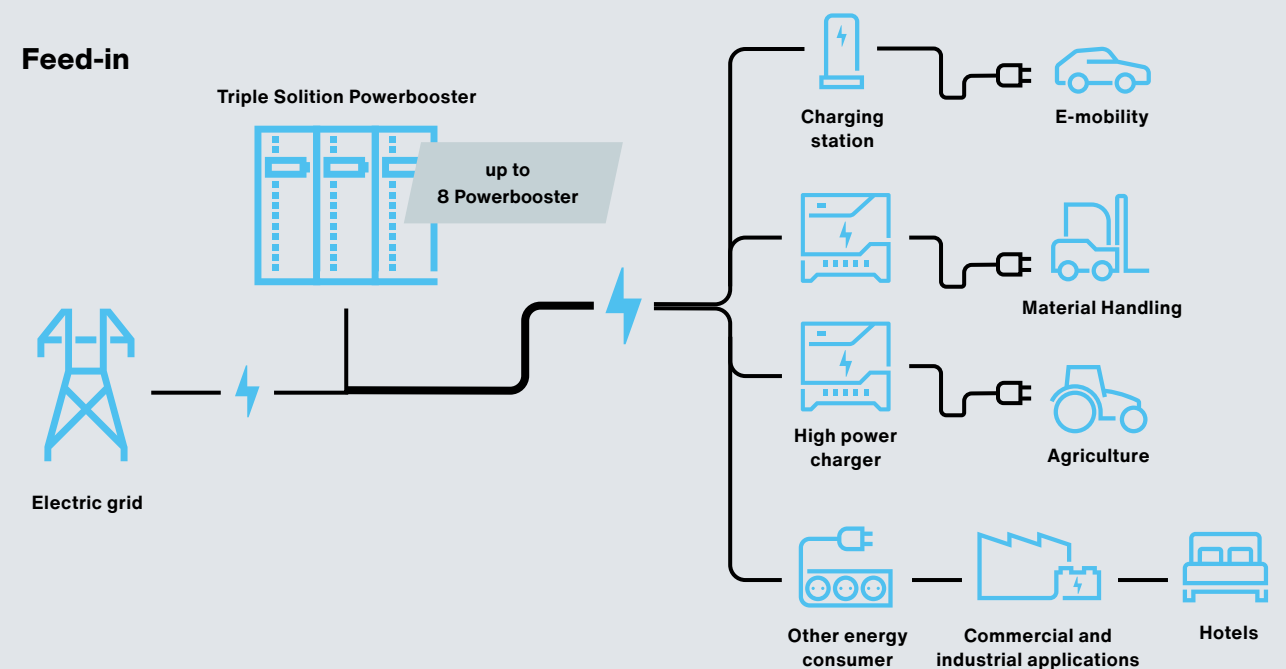 Feed-in
Triple Solition Powerbooster
up to
8 Powerbooster
Electric grid
Charging
station
E-mobility
Material Handling
High power
charger
Agriculture
Other energy
consumer
Commercial and
industrial applications
Hotels